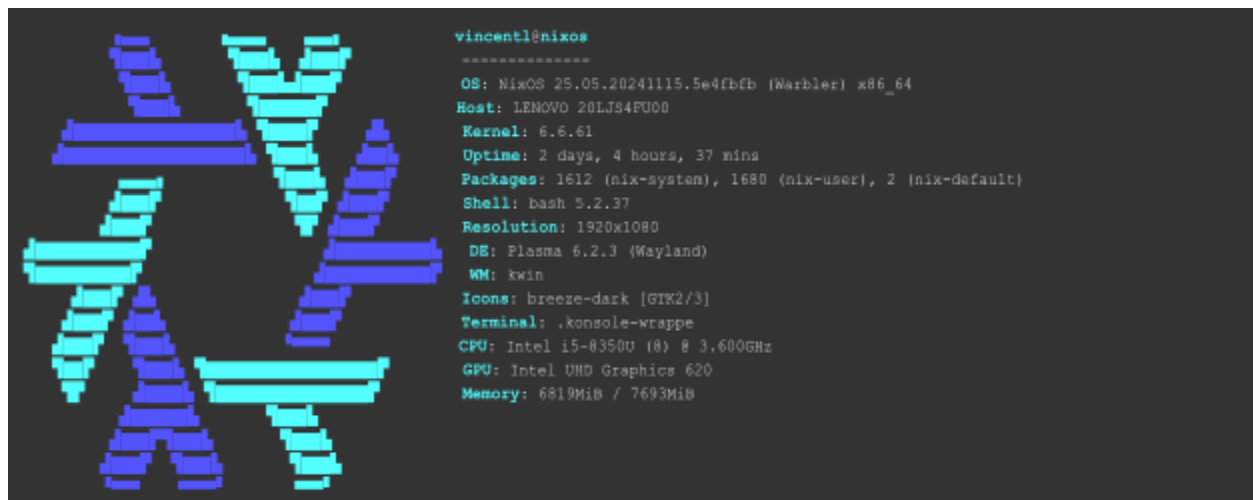 vincentl@nixos
--------------
OS: NixOS 25.05.20241115.5e4fbfb (Warbler) x86_64
Host: LENOVO 20LJS4FU00
Kernel: 6.6.61
Uptime: 2 days, 4 hours, 37 mins
Packages: 1612 (nix-system), 1680 (nix-user), 2 (nix-default)
Shell: bash 5.2.37
Resolution: 1920x1080
DE: Plasma 6.2.3 (Wayland)
WM: kwin
Icons: breeze-dark [GTK2/3]
Terminal: .konsole-wrappe
CPU: Intel i5-8350U (8) @ 3.600GHz
GPU: Intel UHD Graphics 620
Memory: 6819MiB / 7693MiB